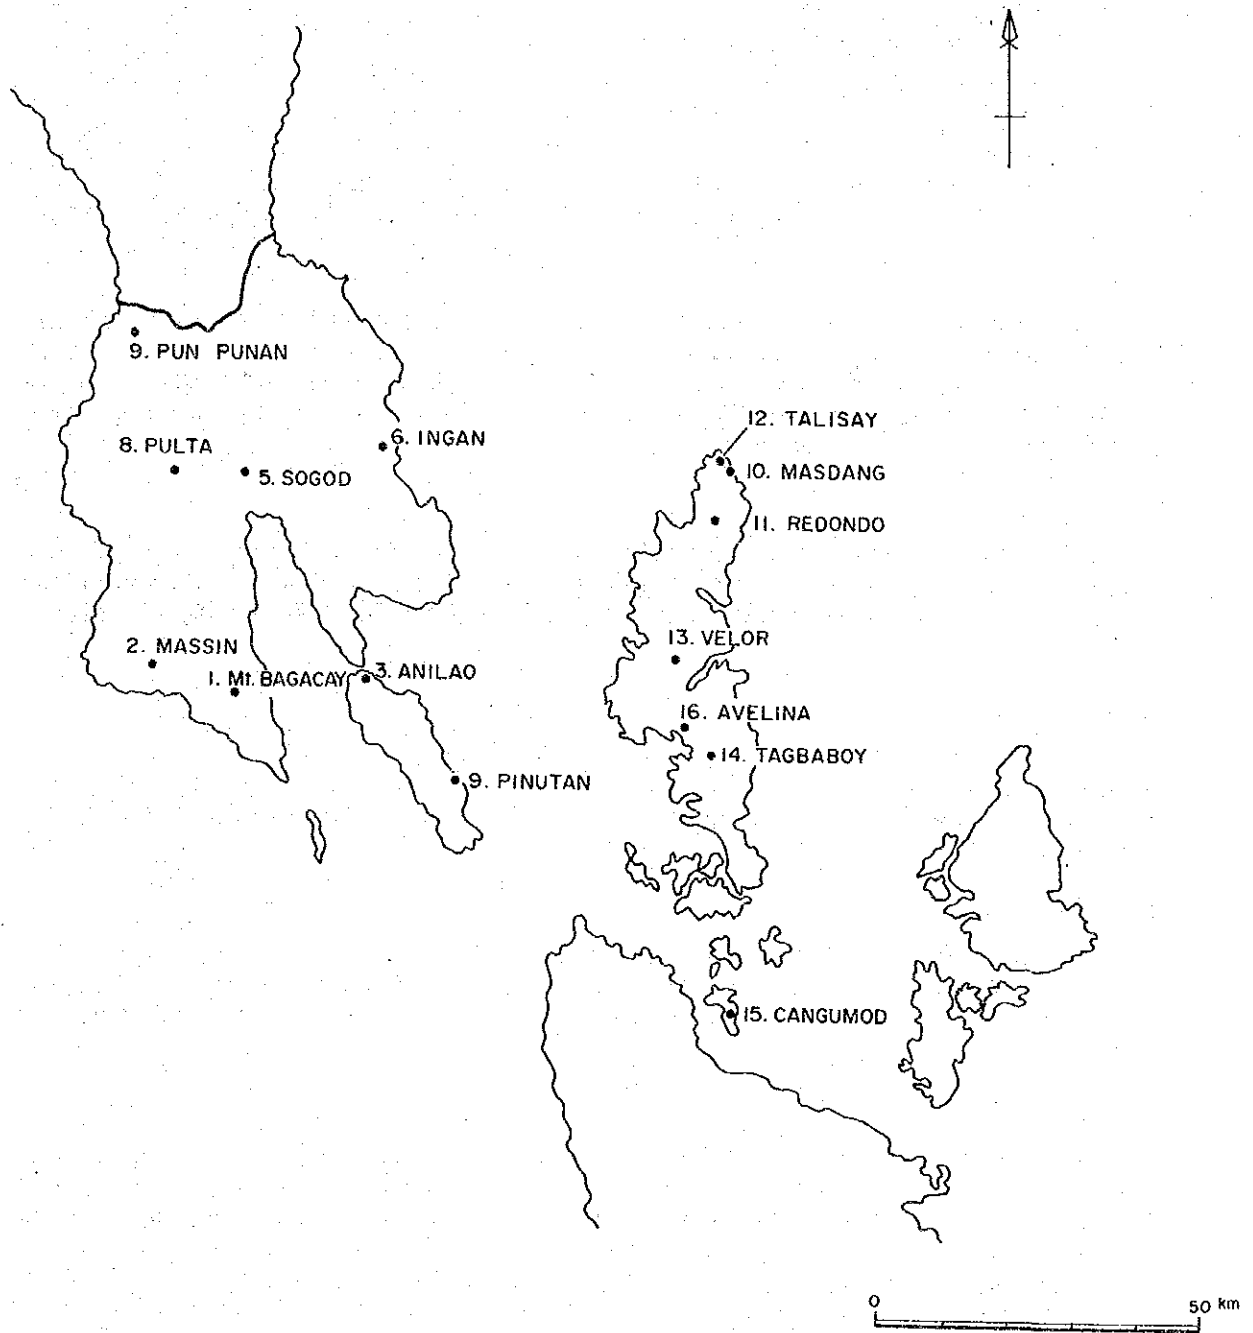 9. PUN PUNAN
12. TALISAY
6. INGAN
8. PULTA
10. MASDANG
5. SOGOD
11. REDONDO
13. VELOR
2. MASSIN
3. ANILAO
1. Mt. BAGACAY
16. AVELINA
14. TAGBABOY
9. PINUTAN
15. CANGUMOD
0 50 km